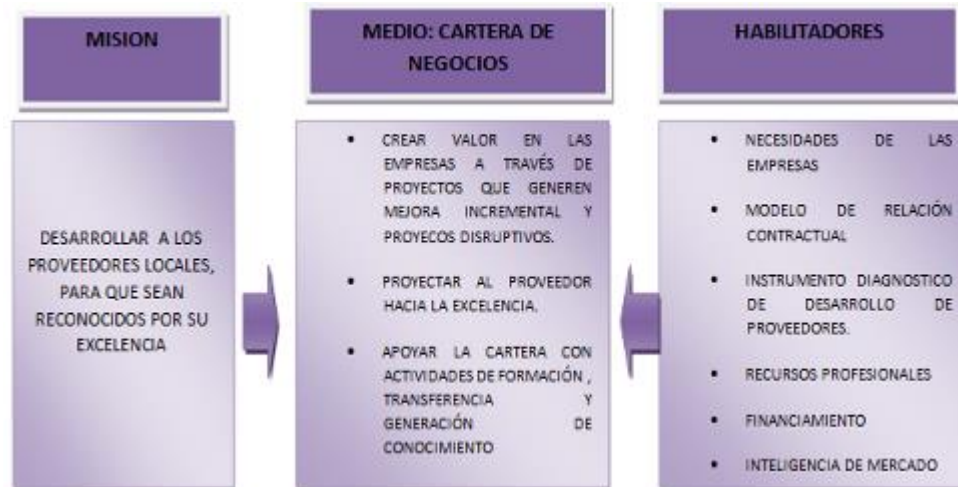 MISION
DESARROLLAR A LOS
PROVEEDORES LOCALES,
PARA QUE SEAN
RECONOCIDOS POR SU
EXCELENCIA
MEDIO: CARTERA DE
NEGOCIOS
• CREAR VALOR EN LAS
EMPRESAS A TRAVÉS DE
PROYECTOS QUE GENEREN
MEJORA INCREMENTAL Y
PROYECOS DISRUPTIVOS.
• PROYECTAR AL PROVEEDOR
HACIA LA EXCELENCIA.
• APOYAR LA CARTERA CON
ACTIVIDADES DE FORMACIÓN ,
TRANSFERENCIA Y
GENERACIÓN DE
CONOCIMIENTO
HABILITADORES
• NECESIDADES DE LAS
EMPRESAS
• MODELO DE RELACIÓN
CONTRACTUAL
• INSTRUMENTO DIAGNOSTICO
DE DESARROLLO DE
PROVEEDORES.
• RECURSOS PROFESIONALES
• FINANCIAMIENTO
• INTELIGENCIA DE MERCADO